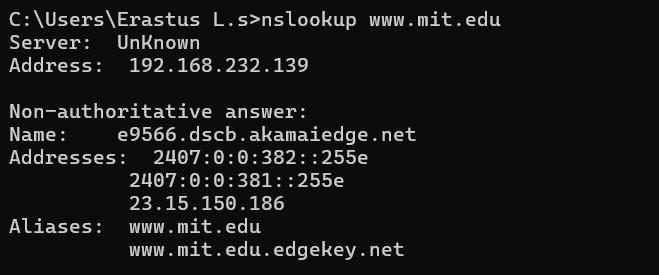 C:\Users\Erastus L.s>nslookup www.mit.edu
Server:  UnKnown
Address:  192.168.232.139
Non-authoritative answer:
Name:    e9566.dscb.akamaiedge.net
Addresses:  2407:0:0:382::255e
2407:0:0:381::255e
23.15.150.186
Aliases:  www.mit.edu
www.mit.edu.edgekey.net